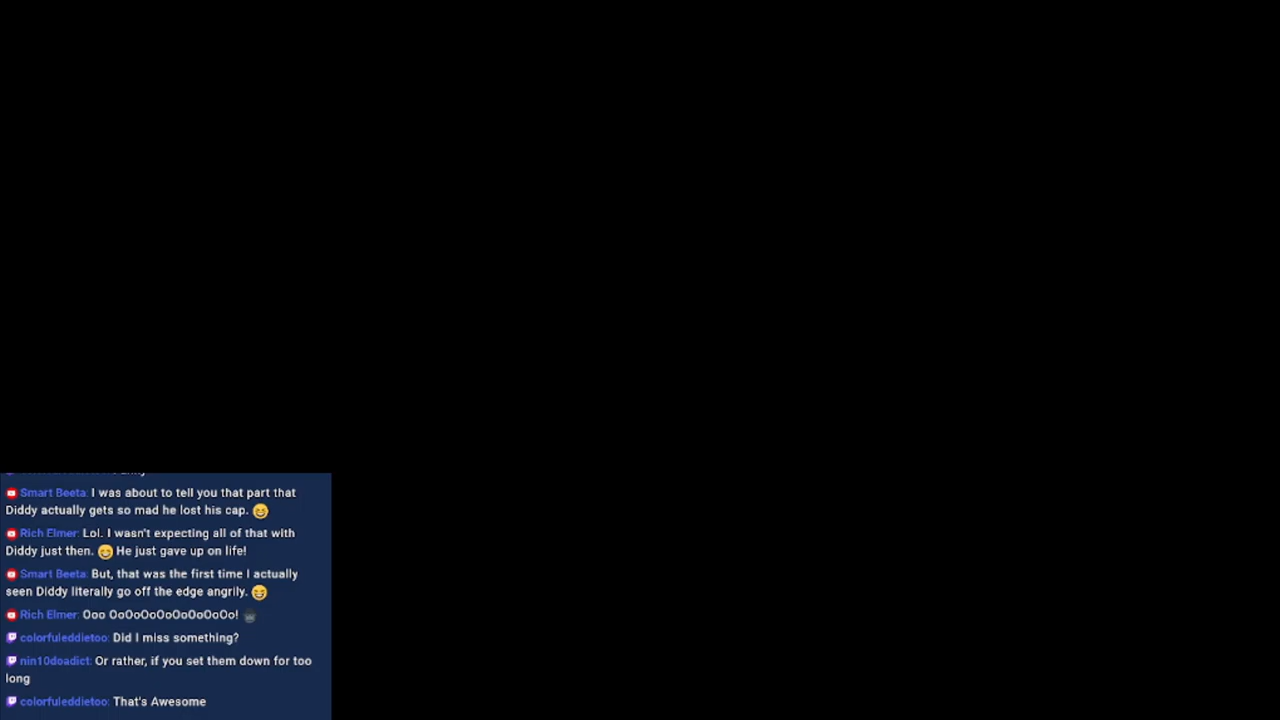 Smart Beeta: I was about to tell you that part that
Diddy actually gets so mad he lost his cap. 😄
Rich Elmer: Lol. I wasn't expecting all of that with
Diddy just then. 😄 He just gave up on life!
Smart Beeta: But, that was the first time I actually
seen Diddy literally go off the edge angrily. 😆
Rich Elmer: Ooo OoOoOoOoOoOoOoOo!
colorfuleddietoo: Did I miss something?
nin10doadict: Or rather, if you set them down for too
long
colorfuleddietoo: That's Awesome